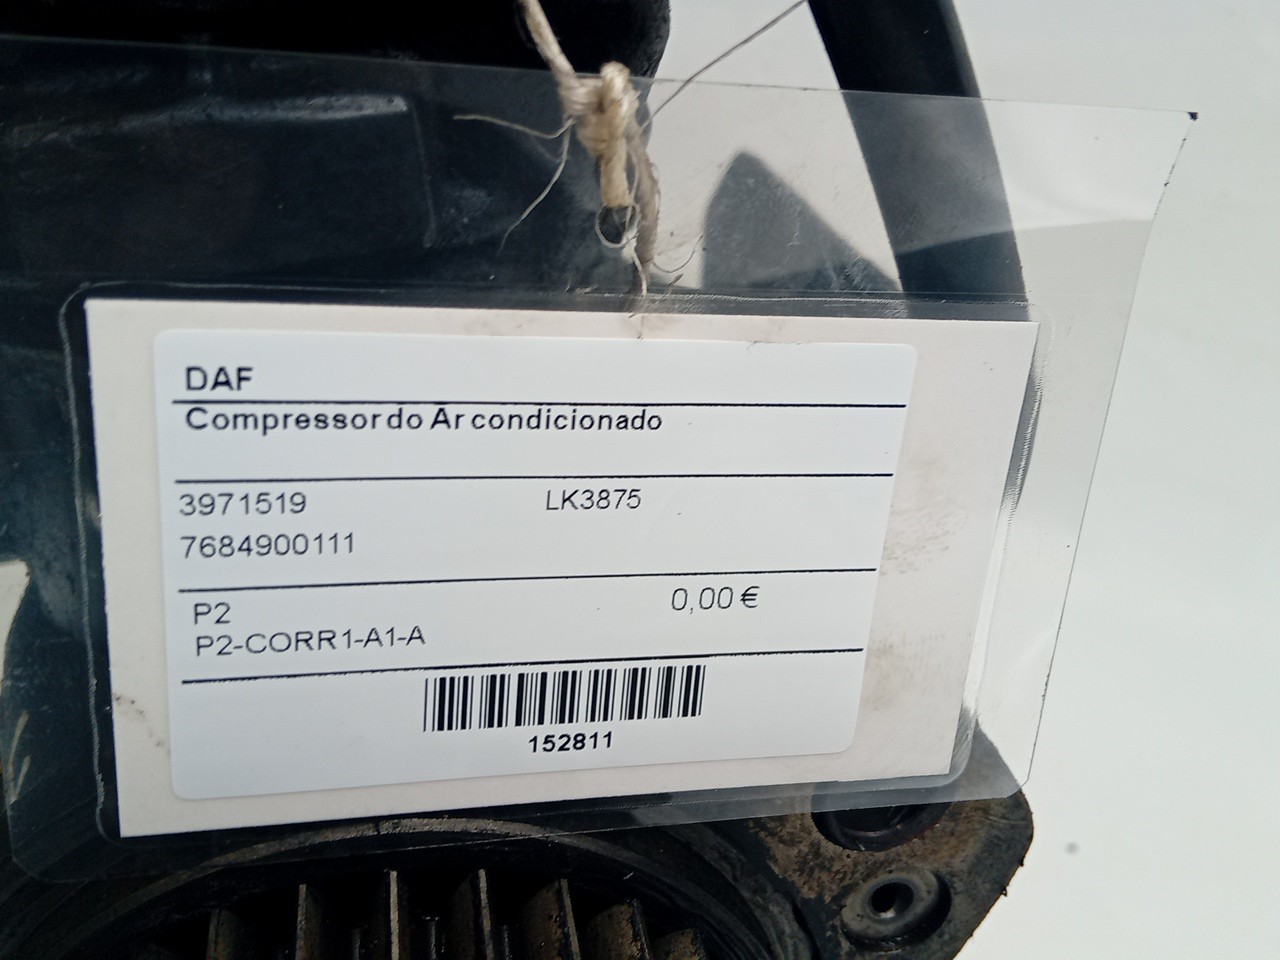 DAF
Compressor do Ar condicionado
3971519 LK3875
7684900111
P2 0,00 €
P2-CORR1-A1-A
152811